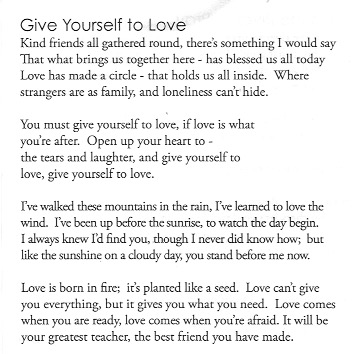 Give Yourself to Love
Kind friends all gathered round, there's something I would say
That what brings us together here - has blessed us all today
Love has made a circle - that holds us all inside.  Where
strangers are as family, and loneliness can't hide.

You must give yourself to love, if love is what
you're after.  Open up your heart to -
the tears and laughter, and give yourself to
love, give yourself to love.

I've walked these mountains in the rain, I've learned to love the
wind.  I've been up before the sunrise, to watch the day begin.
I always knew I'd find you, though I never did know how;  but
like the sunshine on a cloudy day, you stand before me now.

Love is born in fire;  it's planted like a seed.  Love can't give
you everything, but it gives you what you need.  Love comes
when you are ready, love comes when you're afraid. It will be
your greatest teacher, the best friend you have made.